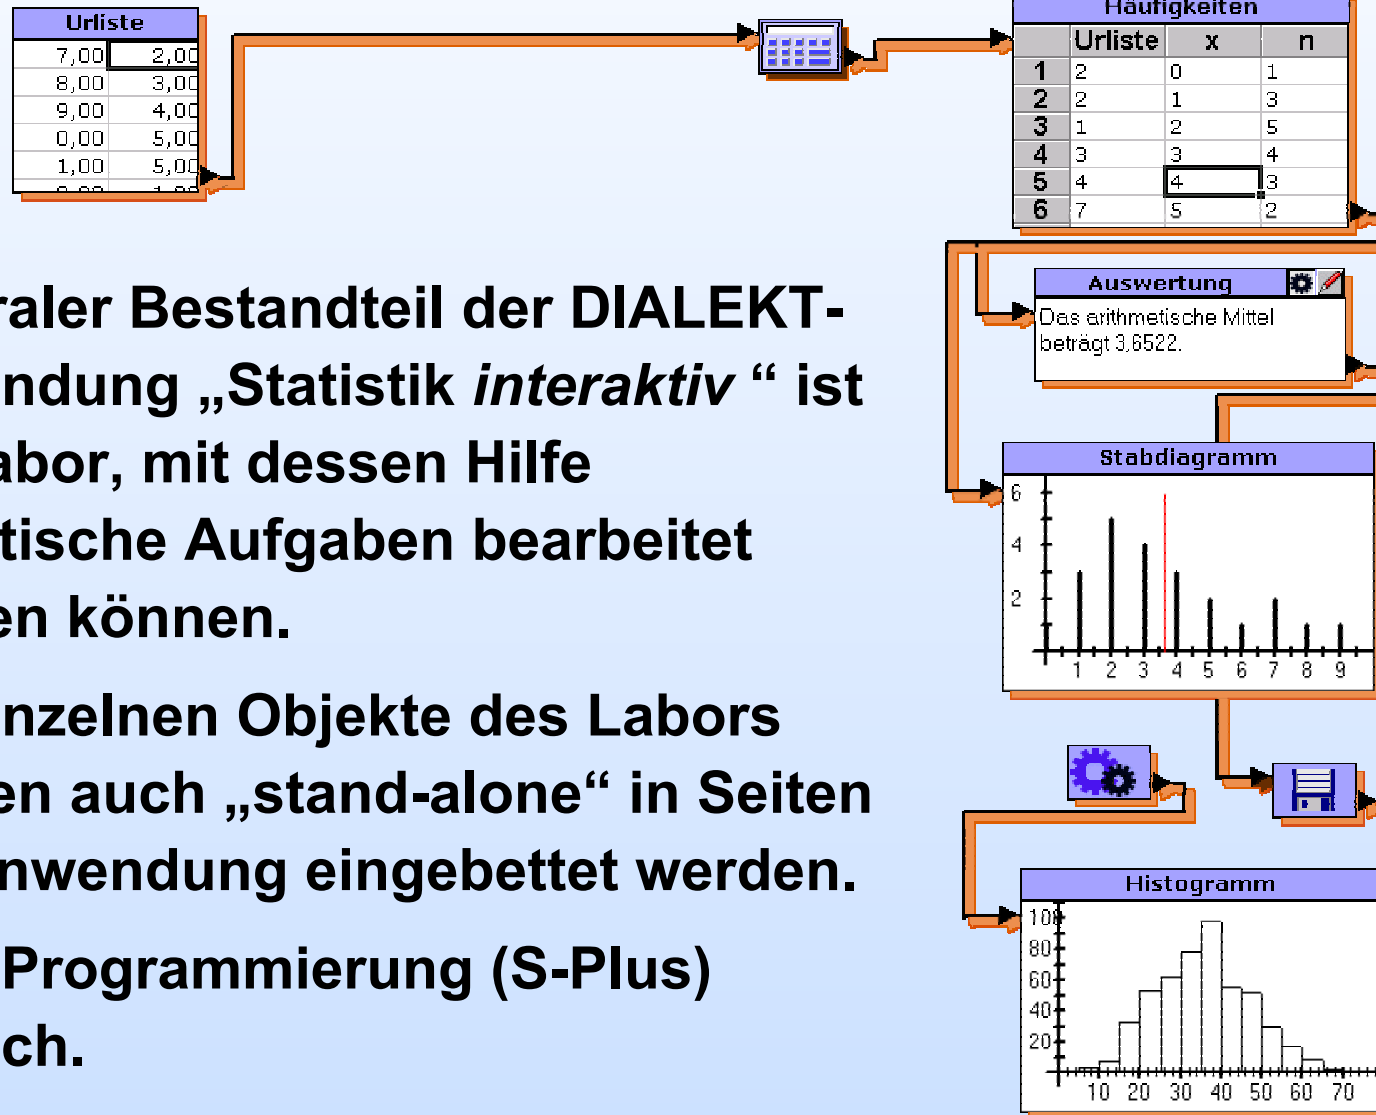 Urliste
7,00 2,00
8,00 3,00
9,00 4,00
0,00 5,00
1,00 5,00
Häufigkeiten
Urliste x n
1 2 0 1
2 2 1 3
3 1 2 5
4 3 3 4
5 4 4 3
6 7 5 2
raler Bestandteil der DIALEKT-
ndung „Statistik interaktiv “ ist
abor, mit dessen Hilfe
tische Aufgaben bearbeitet
en können.
nzelnen Objekte des Labors
en auch „stand-alone“ in Seiten
nwendung eingebettet werden.
Programmierung (S-Plus)
ch.
Auswertung
Das arithmetische Mittel
beträgt 3,6522.
Stabdiagramm
6
4
2
1 2 3 4 5 6 7 8 9
Histogramm
100
80
60
40
20
10 20 30 40 50 60 70